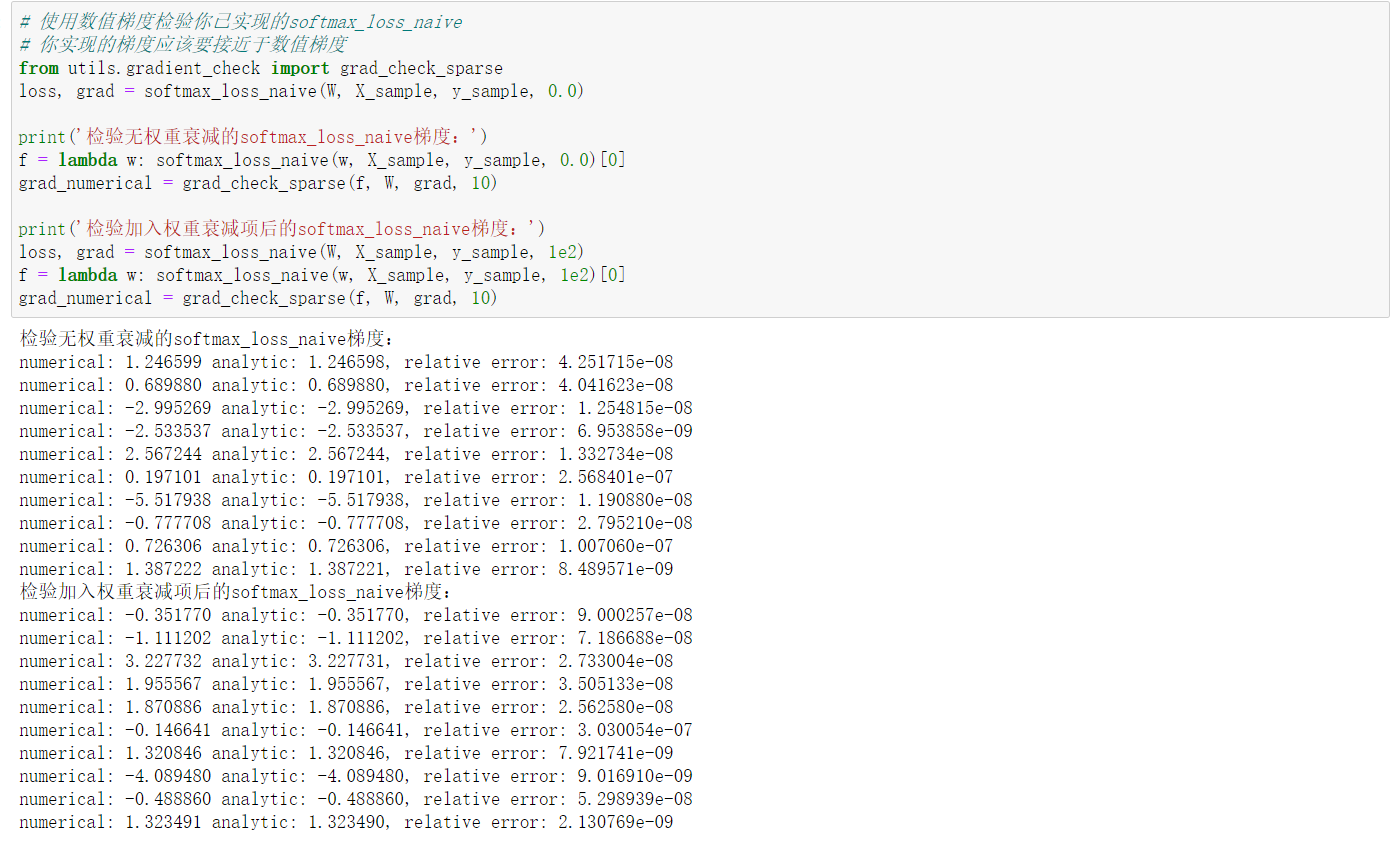 # 使用数值梯度检验你已实现的softmax_loss_naive
# 你实现的梯度应该要接近于数值梯度
from utils.gradient_check import grad_check_sparse
loss, grad = softmax_loss_naive(W, X_sample, y_sample, 0.0)
print('检验无权重衰减的softmax_loss_naive梯度：')
f = lambda w: softmax_loss_naive(w, X_sample, y_sample, 0.0)[0]
grad_numerical = grad_check_sparse(f, W, grad, 10)
print('检验加入权重衰减项后的softmax_loss_naive梯度：')
loss, grad = softmax_loss_naive(W, X_sample, y_sample, 1e2)
f = lambda w: softmax_loss_naive(w, X_sample, y_sample, 1e2)[0]
grad_numerical = grad_check_sparse(f, W, grad, 10)
检验无权重衰减的softmax_loss_naive梯度：
numerical: 1.246599 analytic: 1.246598, relative error: 4.251715e-08
numerical: 0.689880 analytic: 0.689880, relative error: 4.041623e-08
numerical: -2.995269 analytic: -2.995269, relative error: 1.254815e-08
numerical: -2.533537 analytic: -2.533537, relative error: 6.953858e-09
numerical: 2.567244 analytic: 2.567244, relative error: 1.332734e-08
numerical: 0.197101 analytic: 0.197101, relative error: 2.568401e-07
numerical: -5.517938 analytic: -5.517938, relative error: 1.190880e-08
numerical: -0.777708 analytic: -0.777708, relative error: 2.795210e-08
numerical: 0.726306 analytic: 0.726306, relative error: 1.007060e-07
numerical: 1.387222 analytic: 1.387221, relative error: 8.489571e-09
检验加入权重衰减项后的softmax_loss_naive梯度：
numerical: -0.351770 analytic: -0.351770, relative error: 9.000257e-08
numerical: -1.111202 analytic: -1.111202, relative error: 7.186688e-08
numerical: 3.227732 analytic: 3.227731, relative error: 2.733004e-08
numerical: 1.955567 analytic: 1.955567, relative error: 3.505133e-08
numerical: 1.870886 analytic: 1.870886, relative error: 2.562580e-08
numerical: -0.146641 analytic: -0.146641, relative error: 3.030054e-07
numerical: 1.320846 analytic: 1.320846, relative error: 7.921741e-09
numerical: -4.089480 analytic: -4.089480, relative error: 9.016910e-09
numerical: -0.488860 analytic: -0.488860, relative error: 5.298939e-08
numerical: 1.323491 analytic: 1.323490, relative error: 2.130769e-09